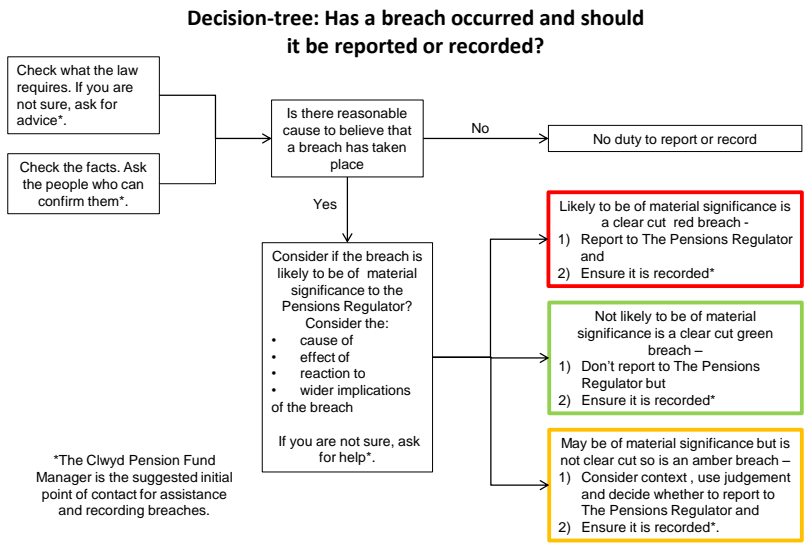 Decision-tree: Has a breach occurred and should
it be reported or recorded?
Check what the law
requires. If you are
not sure, ask for
advice*.
Check the facts. Ask
the people who can
confirm them*.
Is there reasonable
cause to believe that
a breach has taken
place
No
No duty to report or record
Yes
Consider if the breach is
likely to be of material
significance to the
Pensions Regulator?
Consider the:
• cause of
• effect of
• reaction to
• wider implications
of the breach
If you are not sure, ask
for help*.
Likely to be of material significance is
a clear cut red breach -
1) Report to The Pensions Regulator
and
2) Ensure it is recorded*
Not likely to be of material
significance is a clear cut green
breach –
1) Don't report to The Pensions
Regulator but
2) Ensure it is recorded*
May be of material significance but is
not clear cut so is an amber breach –
1) Consider context , use judgement
and decide whether to report to
The Pensions Regulator and
2) Ensure it is recorded*.
*The Clwyd Pension Fund
Manager is the suggested initial
point of contact for assistance
and recording breaches.